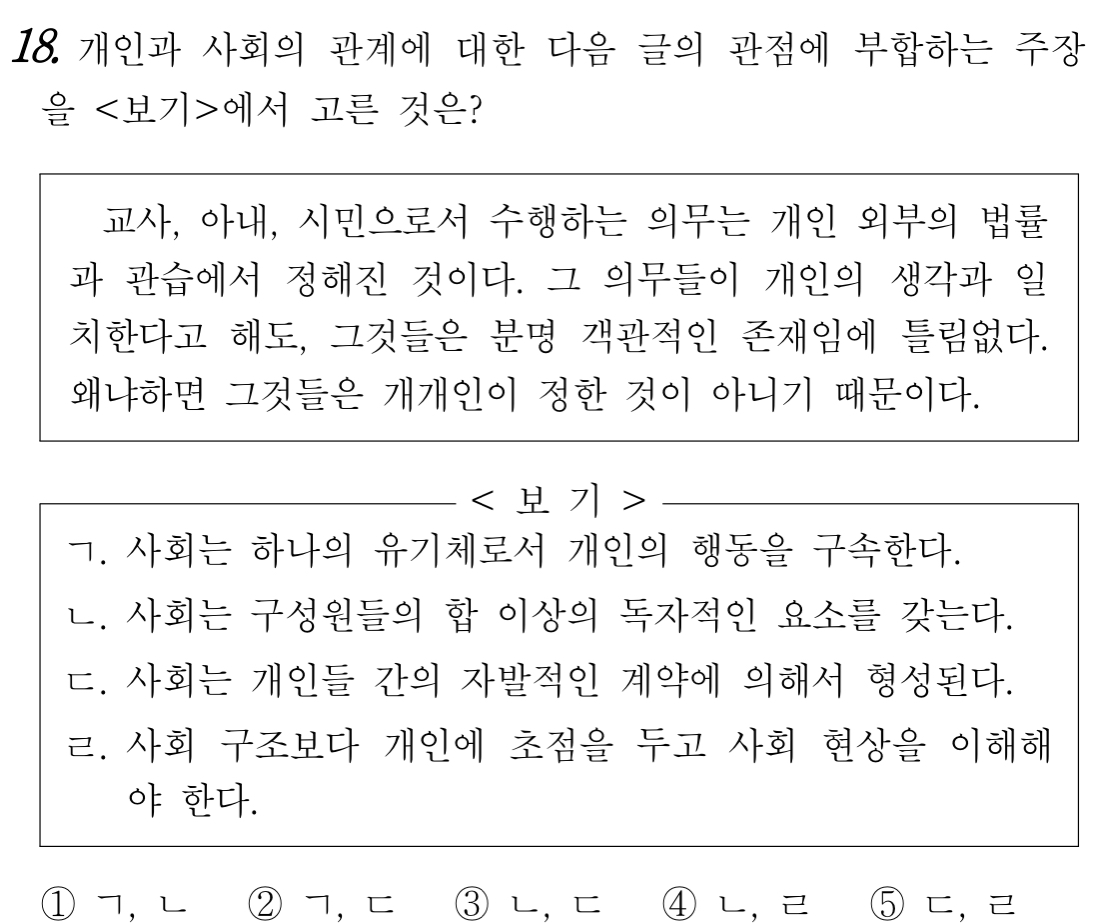 18. 개인과 사회의 관계에 대한 다음 글의 관점에 부합하는 주장
을 <보기>에서 고른 것은?
교사, 아내, 시민으로서 수행하는 의무는 개인 외부의 법률
과 관습에서 정해진 것이다. 그 의무들이 개인의 생각과 일
치한다고 해도, 그것들은 분명 객관적인 존재임에 틀림없다.
왜냐하면 그것들은 개개인이 정한 것이 아니기 때문이다.
< 보 기 >
ㄱ. 사회는 하나의 유기체로서 개인의 행동을 구속한다.
ㄴ. 사회는 구성원들의 합 이상의 독자적인 요소를 갖는다.
ㄷ. 사회는 개인들 간의 자발적인 계약에 의해서 형성된다.
ㄹ. 사회 구조보다 개인에 초점을 두고 사회 현상을 이해해
야 한다.
① ㄱ, ㄴ ② ㄱ, ㄷ ③ ㄴ, ㄷ ④ ㄴ, ㄹ ⑤ ㄷ, ㄹ